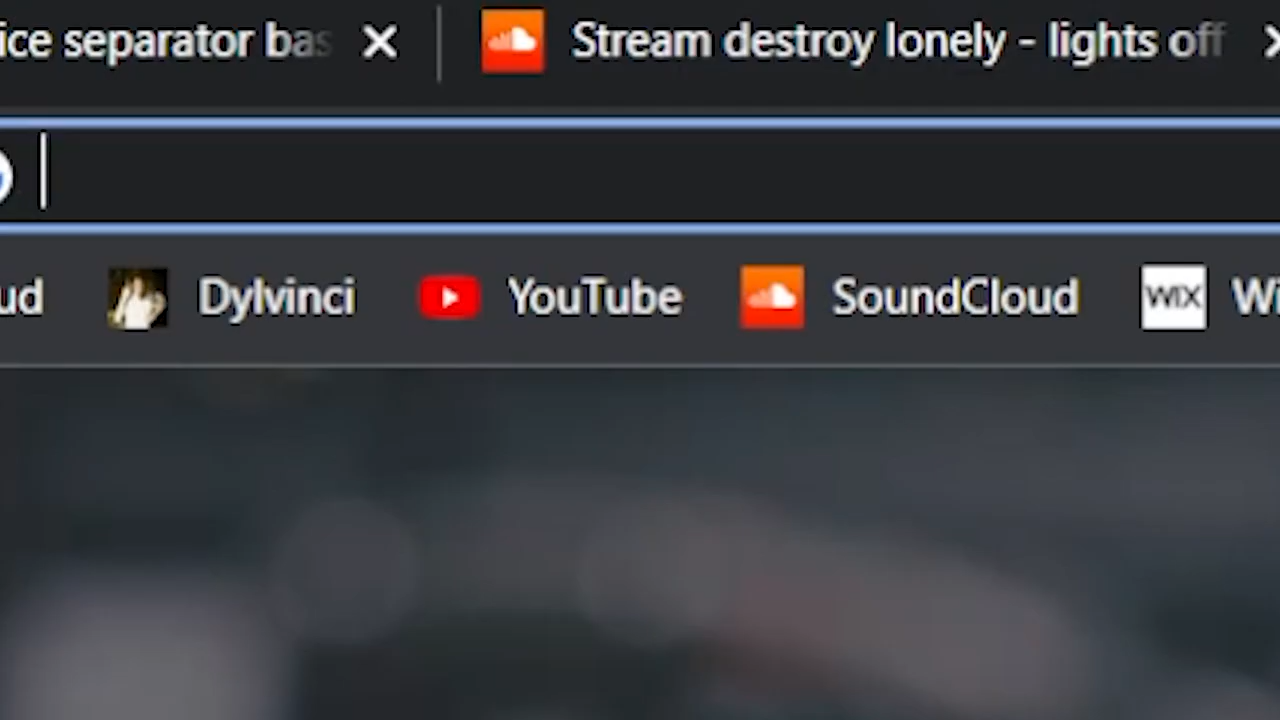 ice separator bas Stream destroy lonely - lights off
ud Dylvinci YouTube SoundCloud WIX Wi